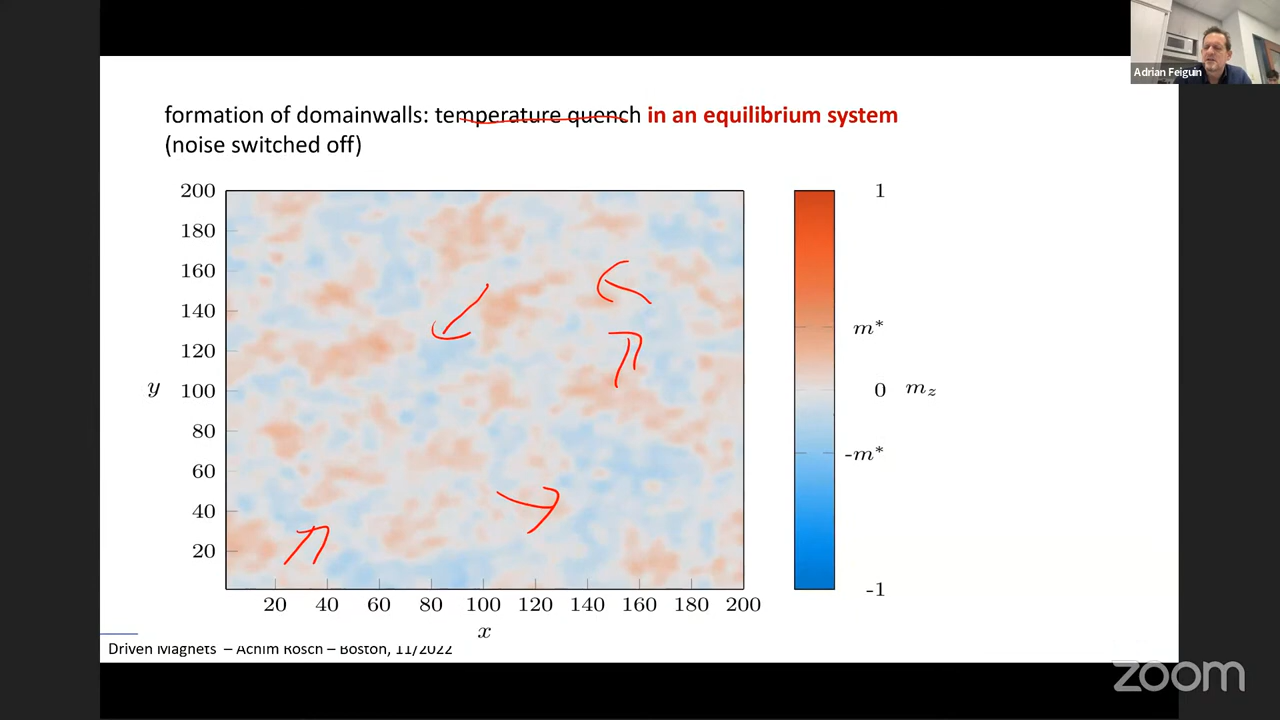 Adrian Feiguin
formation of domainwalls: temperature quench in an equilibrium system
(noise switched off)
200
180
160
140
120
100
80
60
40
20
y
20 40 60 80 100 120 140 160 180 200
x
1
m*
0
-m*
-1
m_z
Driven Magnets – Achim Rosch – Boston, 11/2022
zoom